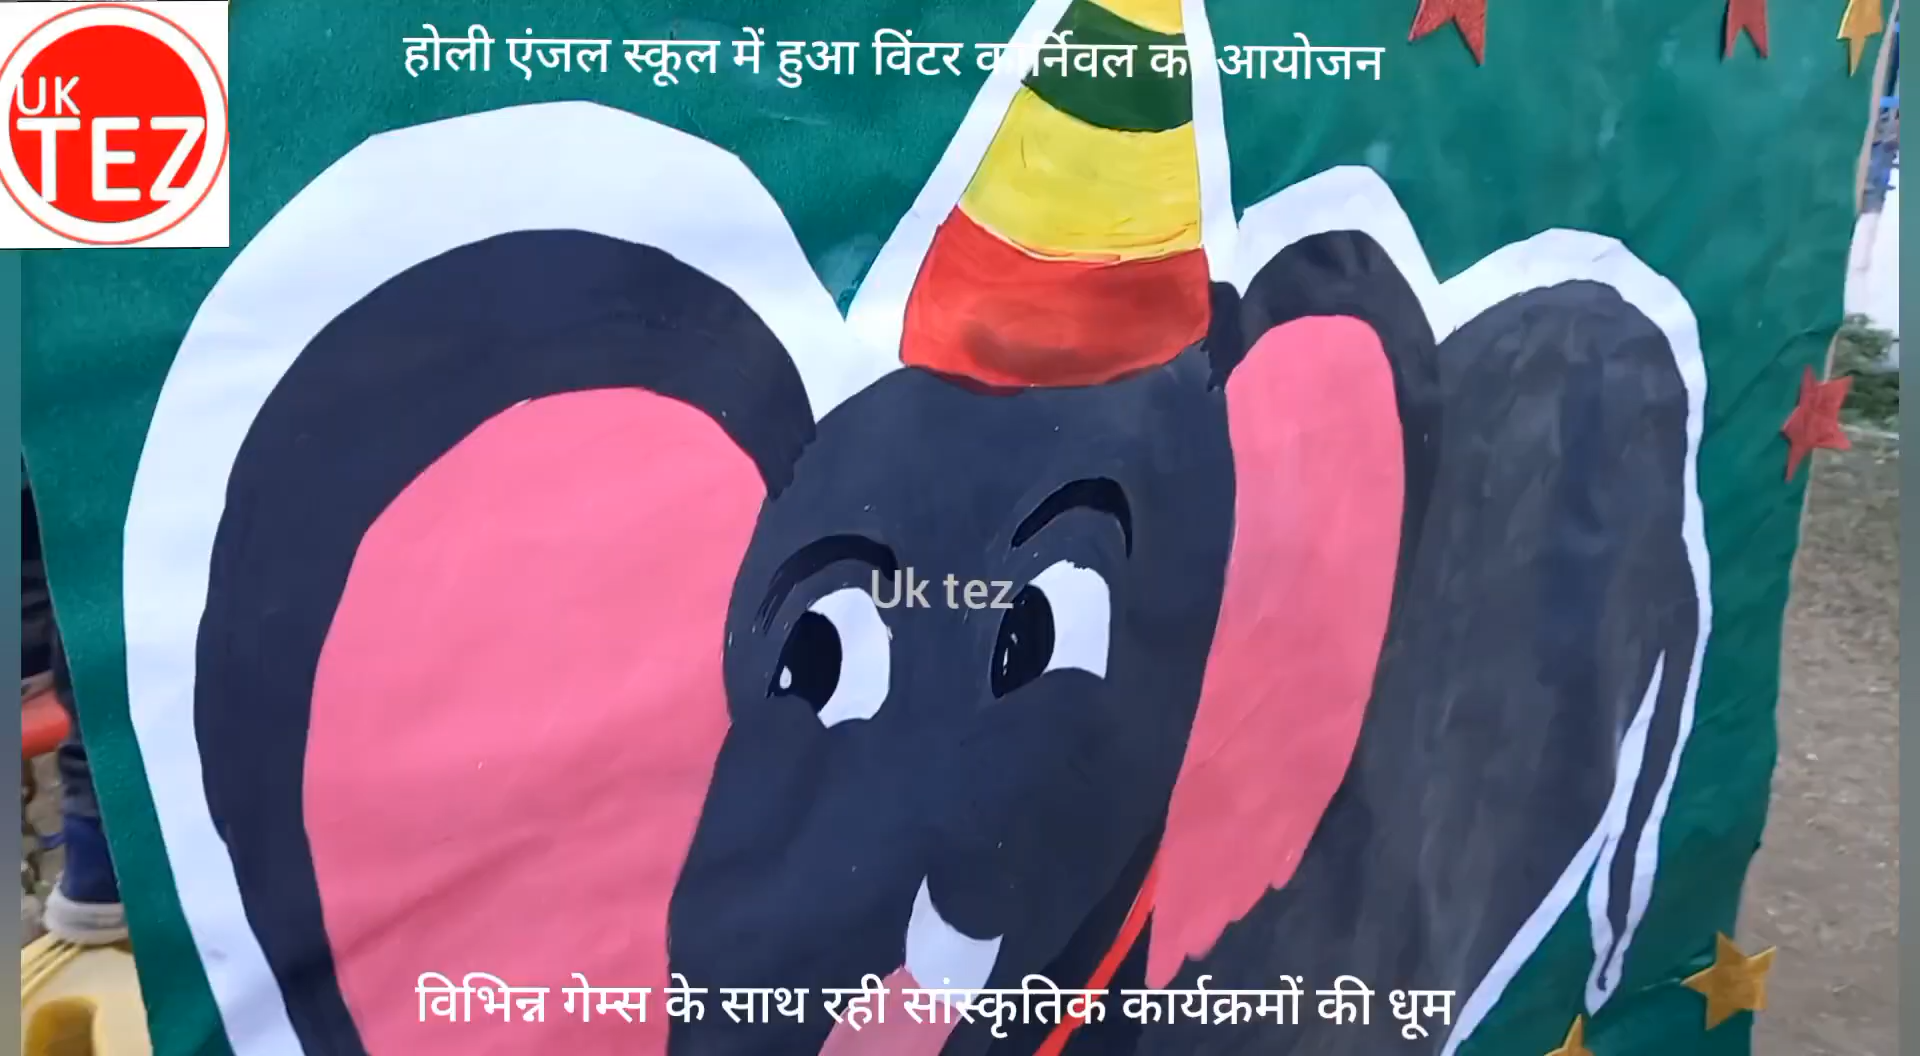 होली एंजल स्कूल में हुआ विंटर कार्निवल का आयोजन
UK
TEZ
Uk tez
विभिन्न गेम्स के साथ रही सांस्कृतिक कार्यक्रमों की धूम